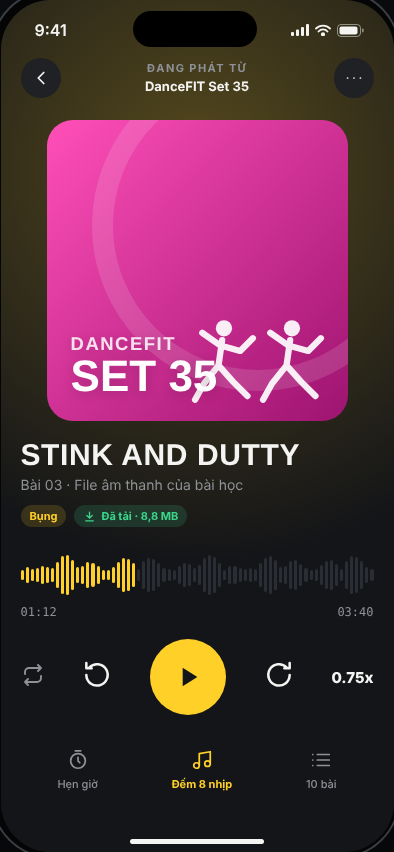 9:41
ĐANG PHÁT TỪ
DanceFIT Set 35
DANCEFIT
SET 35
STINK AND DUTTY
Bài 03 · File âm thanh của bài học
Bụng
Đã tải · 8,8 MB
01:12
03:40
0.75x
Hẹn giờ
Đếm 8 nhịp
10 bài